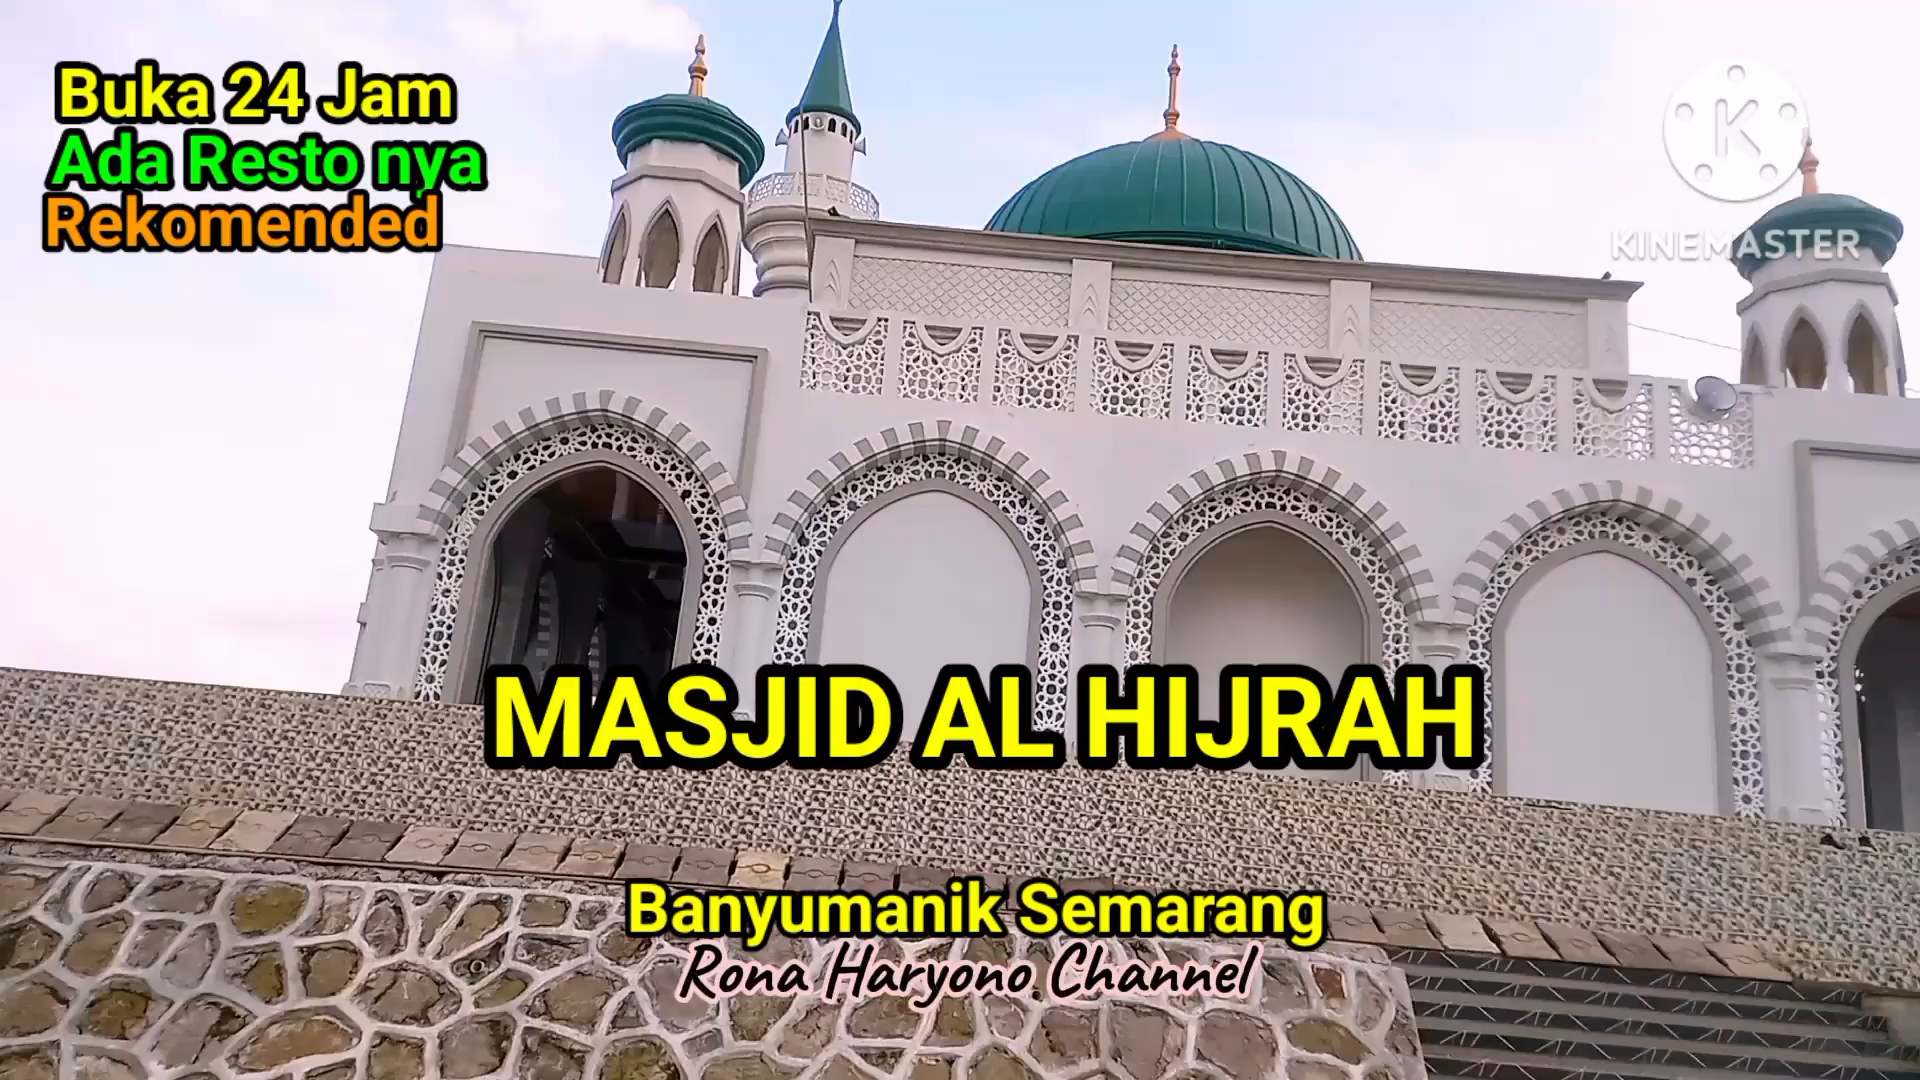 Buka 24 Jam
Ada Resto nya
Rekomended
K
KINEMASTER
MASJID AL HIJRAH
Banyumanik Semarang
Rona Haryono Channel